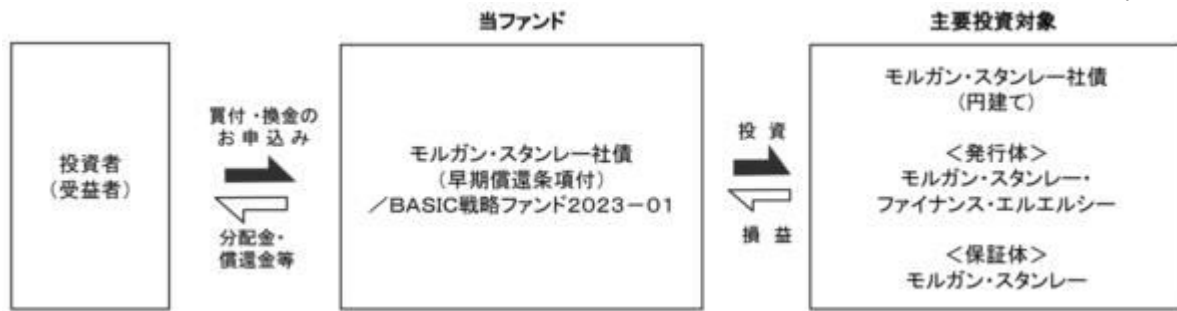 当ファンド
主要投資対象
投資者
(受益者)
買付・換金の
お申込み
分配金・
償還金等
モルガン・スタンレー社債
(早期償還条項付)
/BASIC戦略ファンド2023-01
投資
損益
モルガン・スタンレー社債
(円建て)
<発行体>
モルガン・スタンレー・
ファイナンス・エルエルシー
<保証体>
モルガン・スタンレー